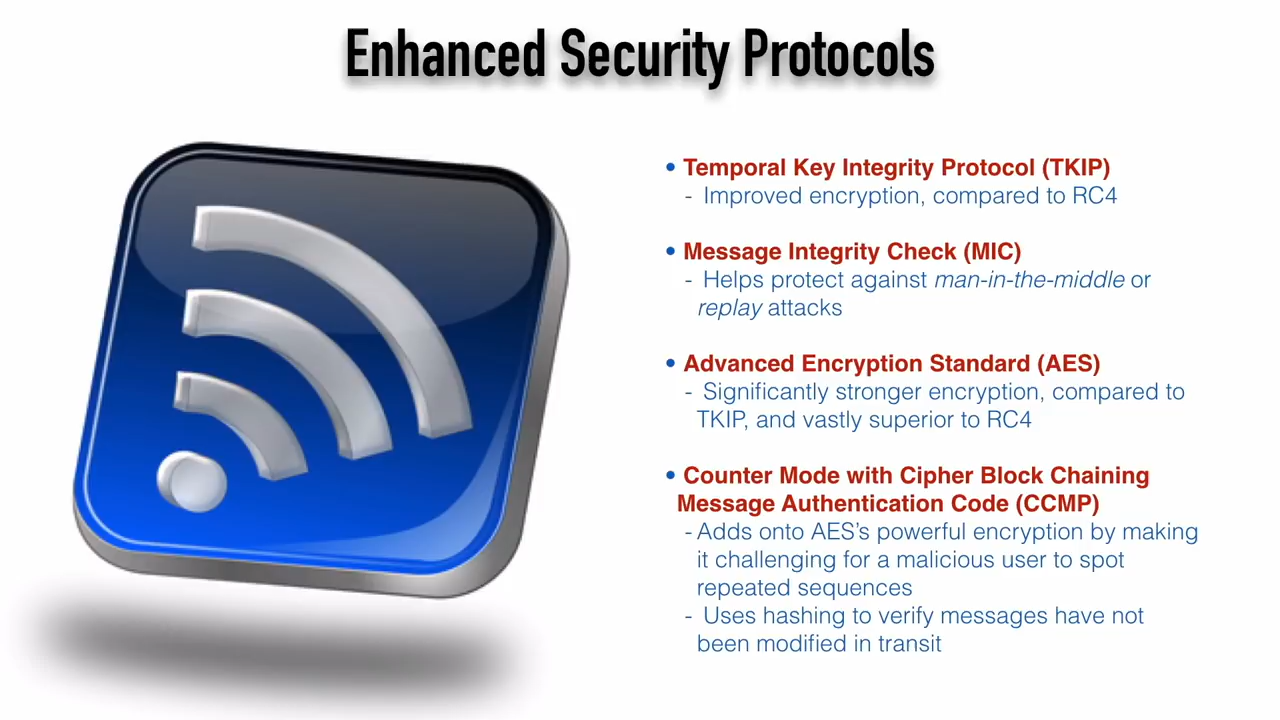 Enhanced Security Protocols
• Temporal Key Integrity Protocol (TKIP)
- Improved encryption, compared to RC4
• Message Integrity Check (MIC)
- Helps protect against man-in-the-middle or
replay attacks
• Advanced Encryption Standard (AES)
- Significantly stronger encryption, compared to
TKIP, and vastly superior to RC4
• Counter Mode with Cipher Block Chaining
Message Authentication Code (CCMP)
- Adds onto AES’s powerful encryption by making
it challenging for a malicious user to spot
repeated sequences
- Uses hashing to verify messages have not
been modified in transit